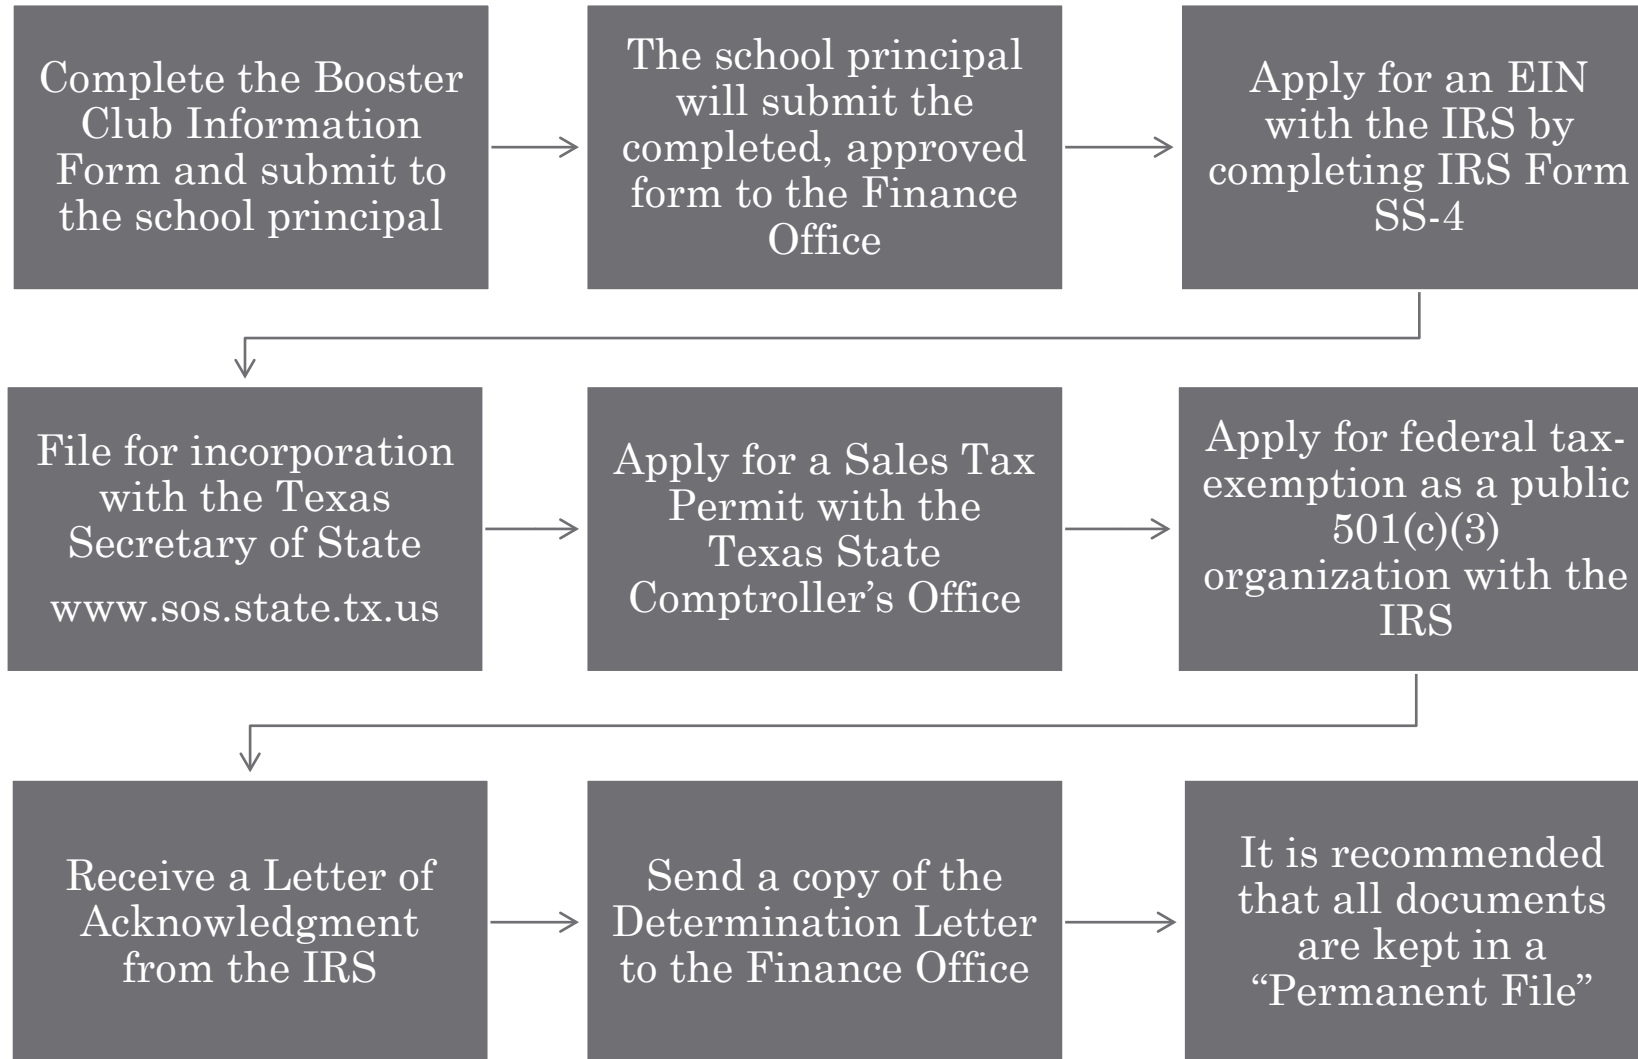 Complete the Booster
Club Information
Form and submit to
the school principal
The school principal
will submit the
completed, approved
form to the Finance
Office
Apply for an EIN
with the IRS by
completing IRS Form
SS-4
File for incorporation
with the Texas
Secretary of State
www.sos.state.tx.us
Apply for a Sales Tax
Permit with the
Texas State
Comptroller’s Office
Apply for federal tax-
exemption as a public
501(c)(3)
organization with the
IRS
Receive a Letter of
Acknowledgment
from the IRS
Send a copy of the
Determination Letter
to the Finance Office
It is recommended
that all documents
are kept in a
“Permanent File”